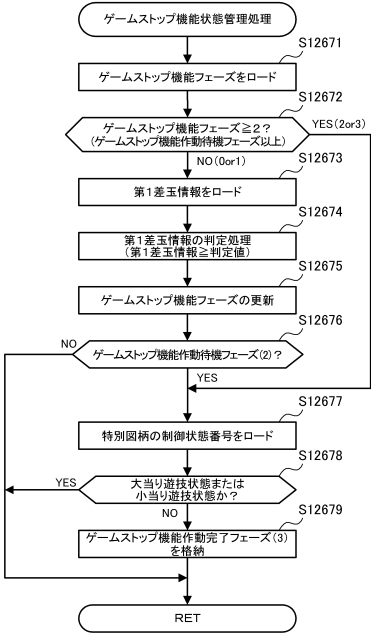 ゲームストップ機能状態管理処理
S12671
ゲームストップ機能フェーズをロード
S12672
ゲームストップ機能フェーズ≧2？
(ゲームストップ機能作動待機フェーズ以上)
YES(2or3)
NO(0or1)
S12673
第1差玉情報をロード
S12674
第1差玉情報の判定処理
(第1差玉情報≧判定値)
S12675
ゲームストップ機能フェーズの更新
S12676
NO
ゲームストップ機能作動待機フェーズ(2)？
YES
S12677
特別図柄の制御状態番号をロード
S12678
YES
大当り遊技状態または
小当り遊技状態か？
NO
S12679
ゲームストップ機能作動完了フェーズ(3)
を格納
RET